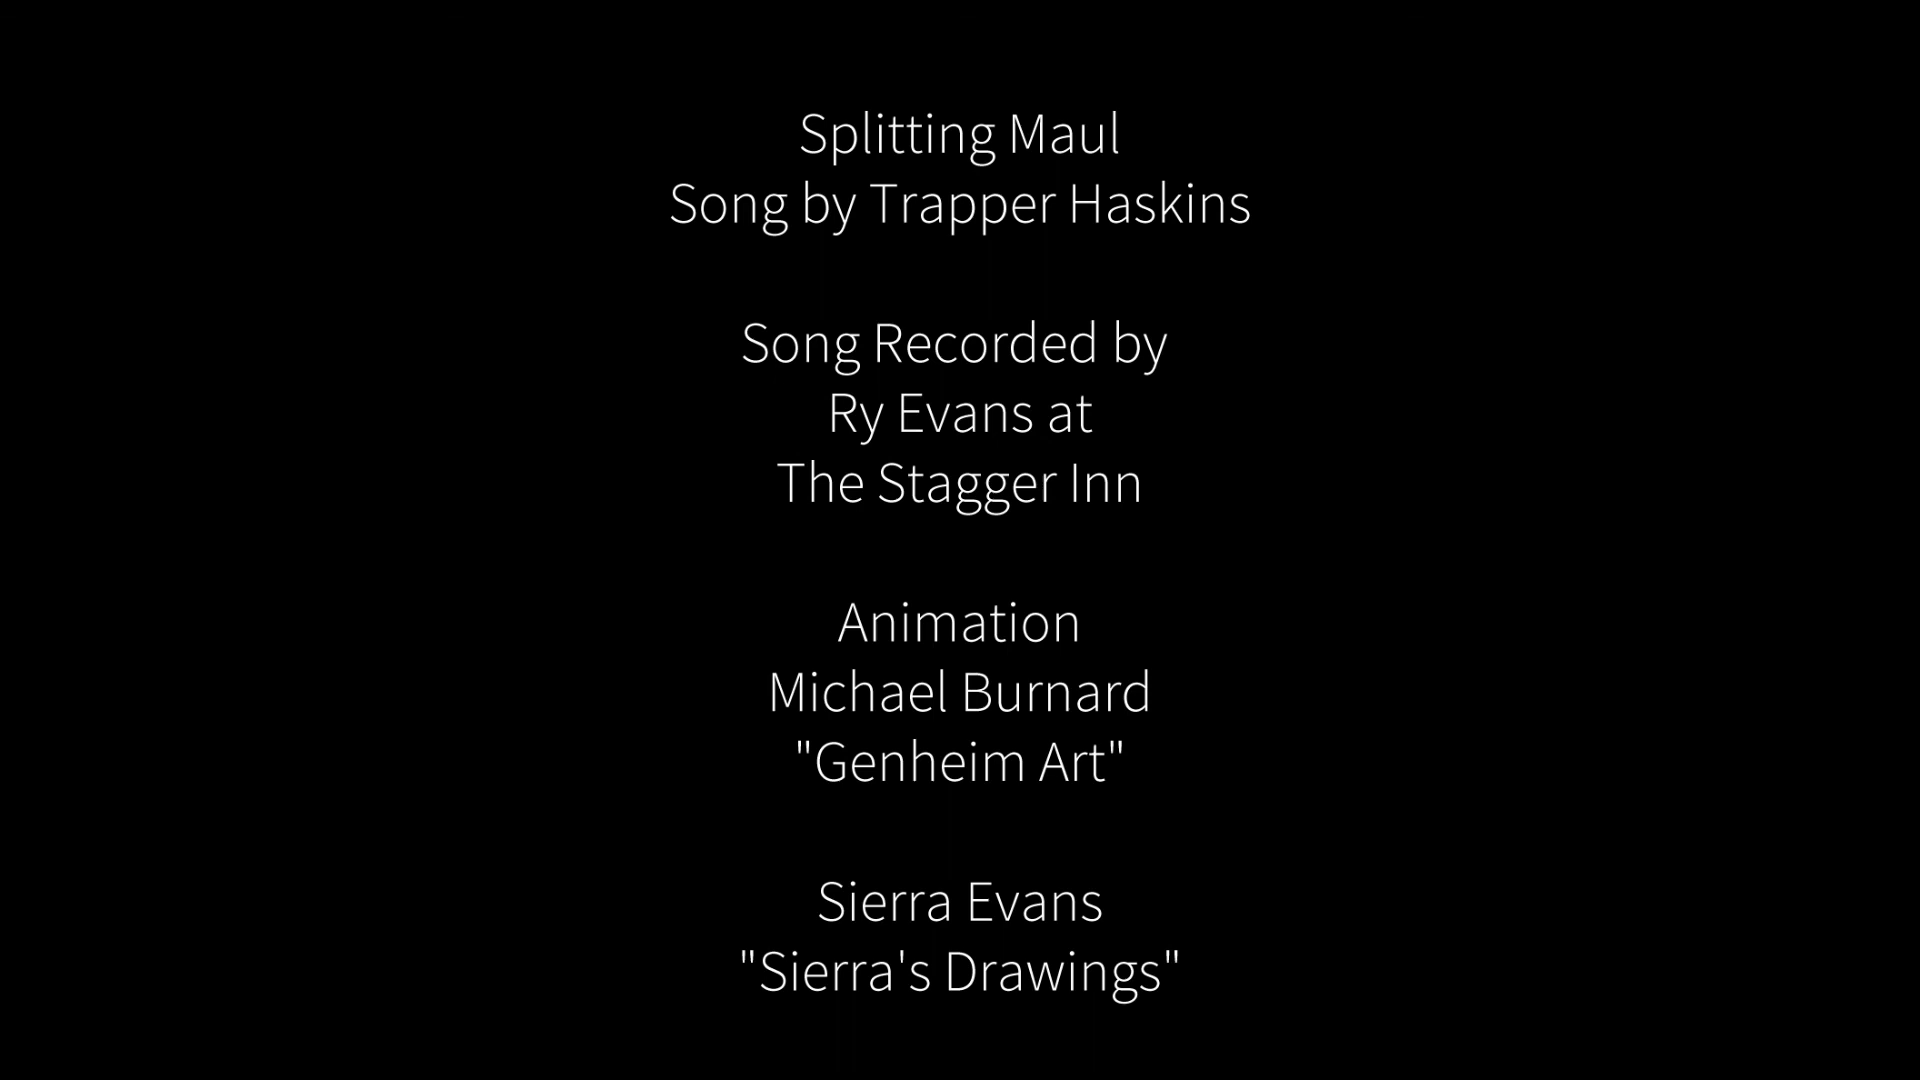 Splitting Maul
Song by Trapper Haskins
Song Recorded by
Ry Evans at
The Stagger Inn
Animation
Michael Burnard
"Genheim Art"
Sierra Evans
"Sierra's Drawings"